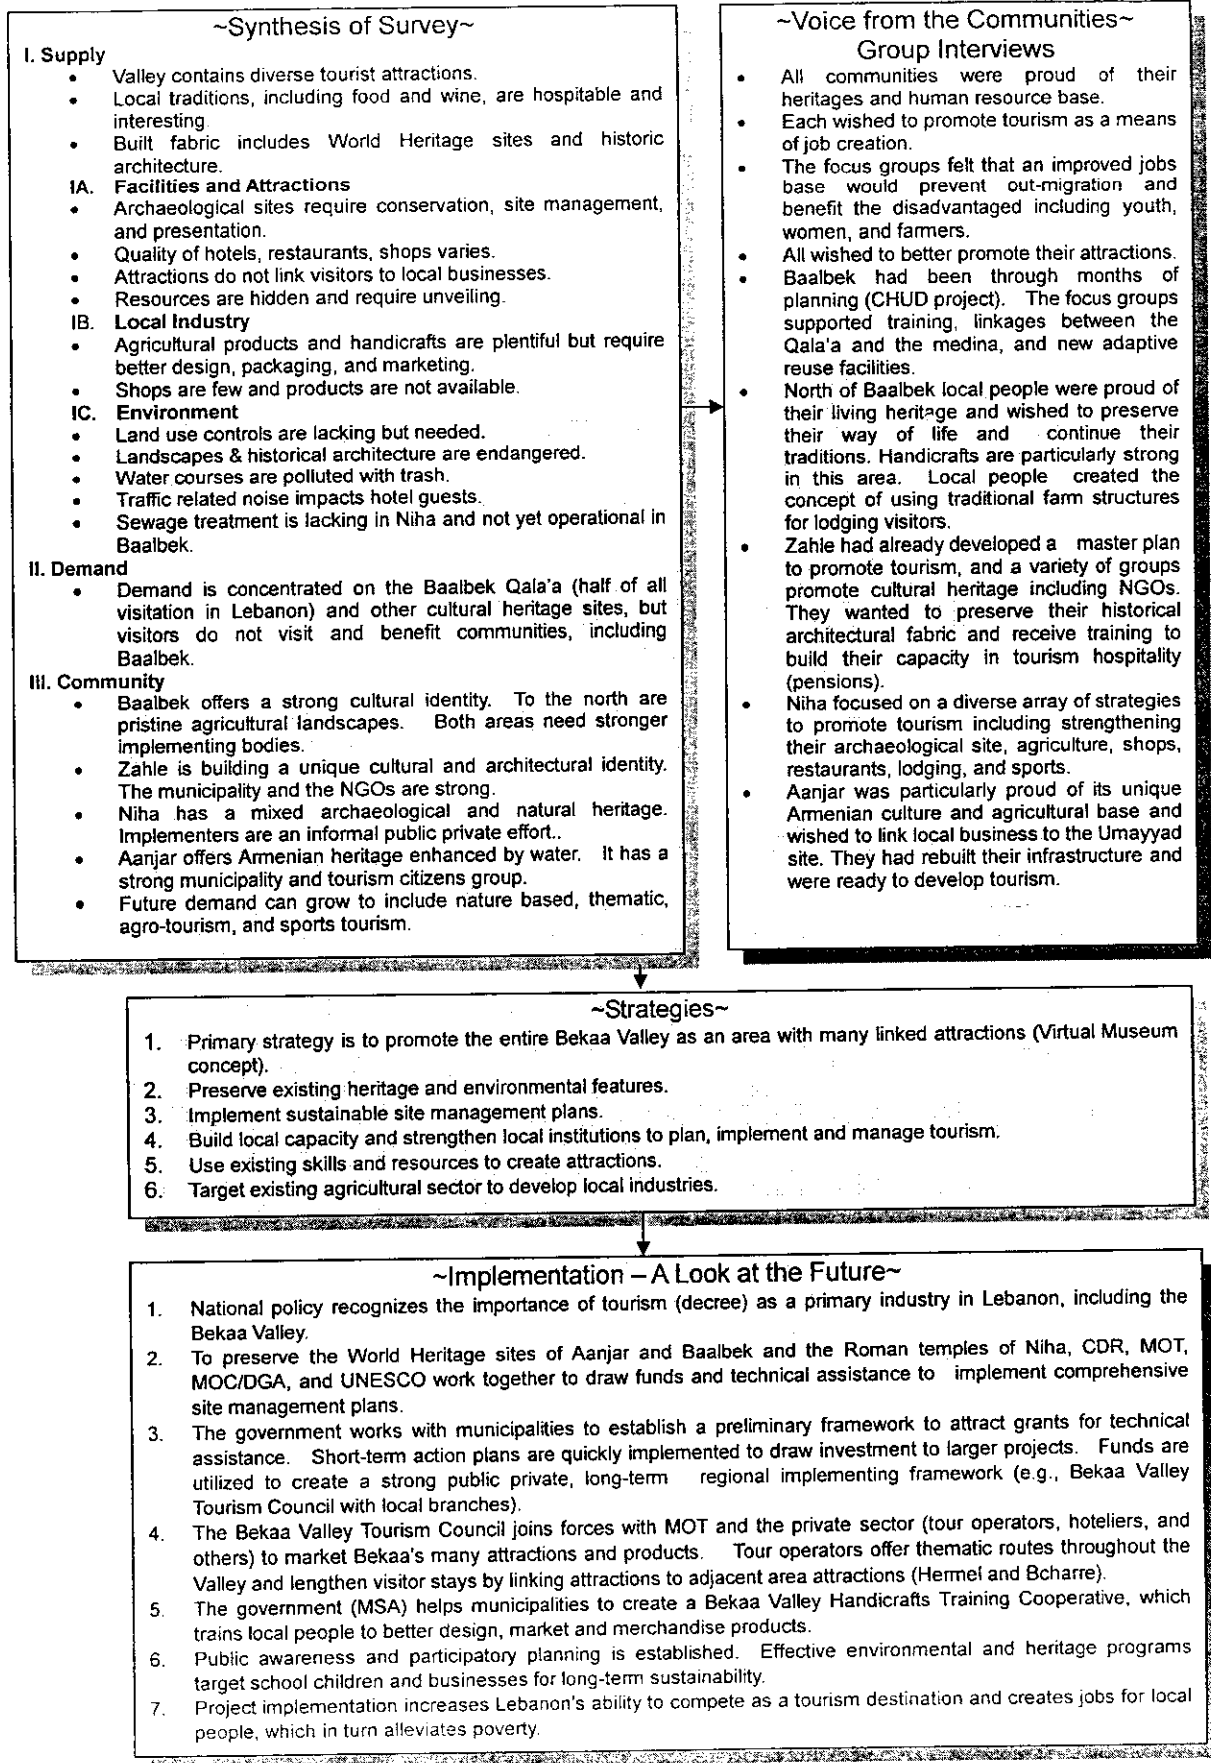 ~Synthesis of Survey~
I. Supply
• Valley contains diverse tourist attractions.
• Local traditions, including food and wine, are hospitable and
interesting.
• Built fabric includes World Heritage sites and historic
architecture.
IA. Facilities and Attractions
• Archaeological sites require conservation, site management,
and presentation.
• Quality of hotels, restaurants, shops varies.
• Attractions do not link visitors to local businesses.
• Resources are hidden and require unveiling.
IB. Local Industry
• Agricultural products and handicrafts are plentiful but require
better design, packaging, and marketing.
• Shops are few and products are not available.
IC. Environment
• Land use controls are lacking but needed.
• Landscapes & historical architecture are endangered.
• Water courses are polluted with trash.
• Traffic related noise impacts hotel guests.
• Sewage treatment is lacking in Niha and not yet operational in
Baalbek.
II. Demand
• Demand is concentrated on the Baalbek Qala'a (half of all
visitation in Lebanon) and other cultural heritage sites, but
visitors do not visit and benefit communities, including
Baalbek.
III. Community
• Baalbek offers a strong cultural identity. To the north are
pristine agricultural landscapes. Both areas need stronger
implementing bodies.
• Zahle is building a unique cultural and architectural identity.
The municipality and the NGOs are strong.
• Niha has a mixed archaeological and natural heritage.
Implementers are an informal public private effort..
• Aanjar offers Armenian heritage enhanced by water. It has a
strong municipality and tourism citizens group.
• Future demand can grow to include nature based, thematic,
agro-tourism, and sports tourism.
~Voice from the Communities~
Group Interviews
• All communities were proud of their
heritages and human resource base.
• Each wished to promote tourism as a means
of job creation.
• The focus groups felt that an improved jobs
base would prevent out-migration and
benefit the disadvantaged including youth,
women, and farmers.
• All wished to better promote their attractions.
• Baalbek had been through months of
planning (CHUD project). The focus groups
supported training, linkages between the
Qala'a and the medina, and new adaptive
reuse facilities.
• North of Baalbek local people were proud of
their living heritage and wished to preserve
their way of life and continue their
traditions. Handicrafts are particularly strong
in this area. Local people created the
concept of using traditional farm structures
for lodging visitors.
• Zahle had already developed a master plan
to promote tourism, and a variety of groups
promote cultural heritage including NGOs.
They wanted to preserve their historical
architectural fabric and receive training to
build their capacity in tourism hospitality
(pensions).
• Niha focused on a diverse array of strategies
to promote tourism including strengthening
their archaeological site, agriculture, shops,
restaurants, lodging, and sports.
• Aanjar was particularly proud of its unique
Armenian culture and agricultural base and
wished to link local business to the Umayyad
site. They had rebuilt their infrastructure and
were ready to develop tourism.
~Strategies~
1. Primary strategy is to promote the entire Bekaa Valley as an area with many linked attractions (Virtual Museum
concept).
2. Preserve existing heritage and environmental features.
3. Implement sustainable site management plans.
4. Build local capacity and strengthen local institutions to plan, implement and manage tourism.
5. Use existing skills and resources to create attractions.
6. Target existing agricultural sector to develop local industries.
~Implementation – A Look at the Future~
1. National policy recognizes the importance of tourism (decree) as a primary industry in Lebanon, including the
Bekaa Valley.
2. To preserve the World Heritage sites of Aanjar and Baalbek and the Roman temples of Niha, CDR, MOT,
MOC/DGA, and UNESCO work together to draw funds and technical assistance to implement comprehensive
site management plans.
3. The government works with municipalities to establish a preliminary framework to attract grants for technical
assistance. Short-term action plans are quickly implemented to draw investment to larger projects. Funds are
utilized to create a strong public private, long-term regional implementing framework (e.g., Bekaa Valley
Tourism Council with local branches).
4. The Bekaa Valley Tourism Council joins forces with MOT and the private sector (tour operators, hoteliers, and
others) to market Bekaa's many attractions and products. Tour operators offer thematic routes throughout the
Valley and lengthen visitor stays by linking attractions to adjacent area attractions (Hermel and Bcharre).
5. The government (MSA) helps municipalities to create a Bekaa Valley Handicrafts Training Cooperative, which
trains local people to better design, market and merchandise products.
6. Public awareness and participatory planning is established. Effective environmental and heritage programs
target school children and businesses for long-term sustainability.
7. Project implementation increases Lebanon's ability to compete as a tourism destination and creates jobs for local
people, which in turn alleviates poverty.